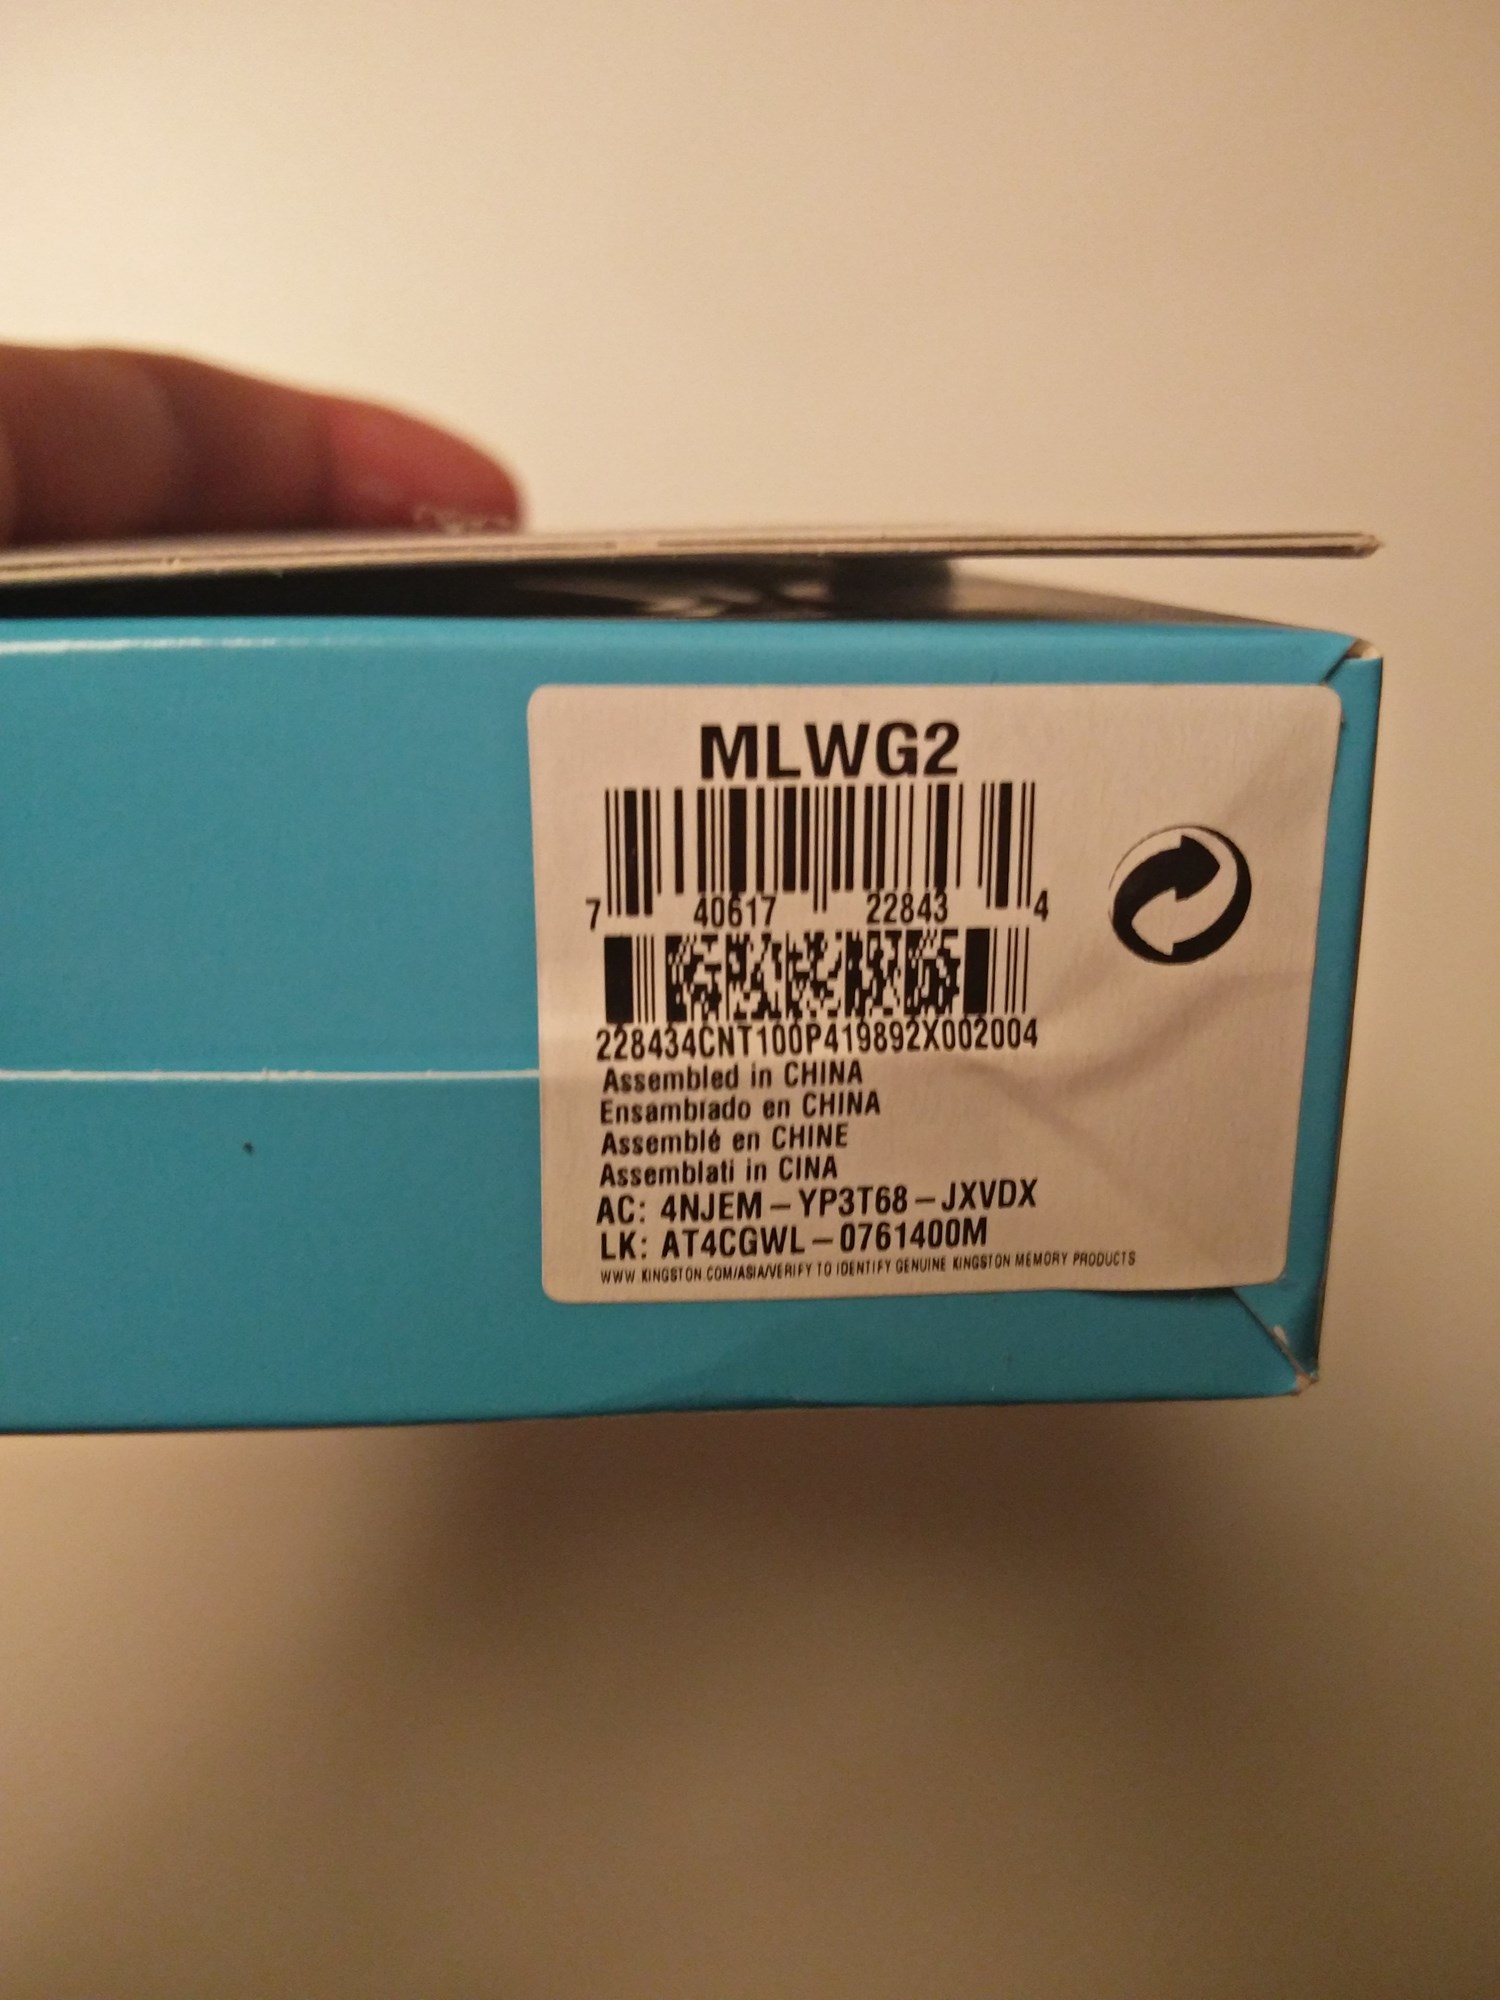 MLWG2
7 40617 22843 4
228434CNT100P419892X002004
Assembled in CHINA
Ensamblado en CHINA
Assemblé en CHINE
Assemblati in CINA
AC: 4NJEM – YP3T68 – JXVDX
LK: AT4CGWL – 0761400M
WWW.KINGSTON.COM/ASIA/VERIFY TO IDENTIFY GENUINE KINGSTON MEMORY PRODUCTS